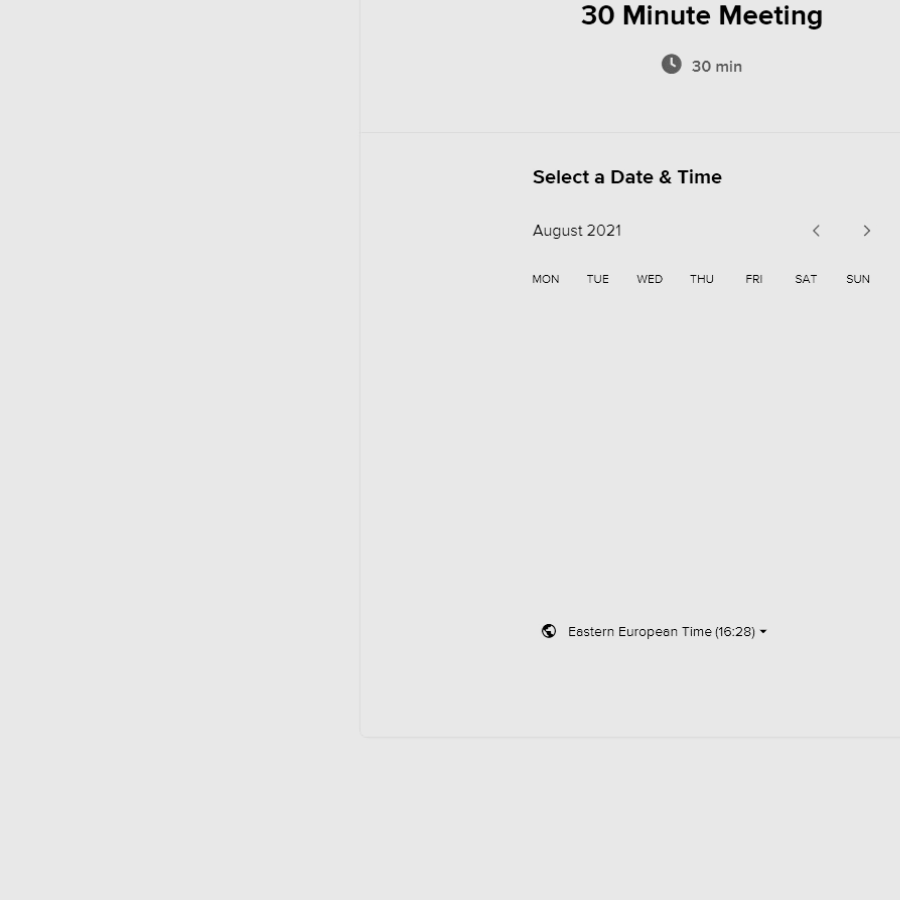 30 Minute Meeting
30 min
Select a Date & Time
August 2021
MON TUE WED THU FRI SAT SUN
Eastern European Time (16:28)